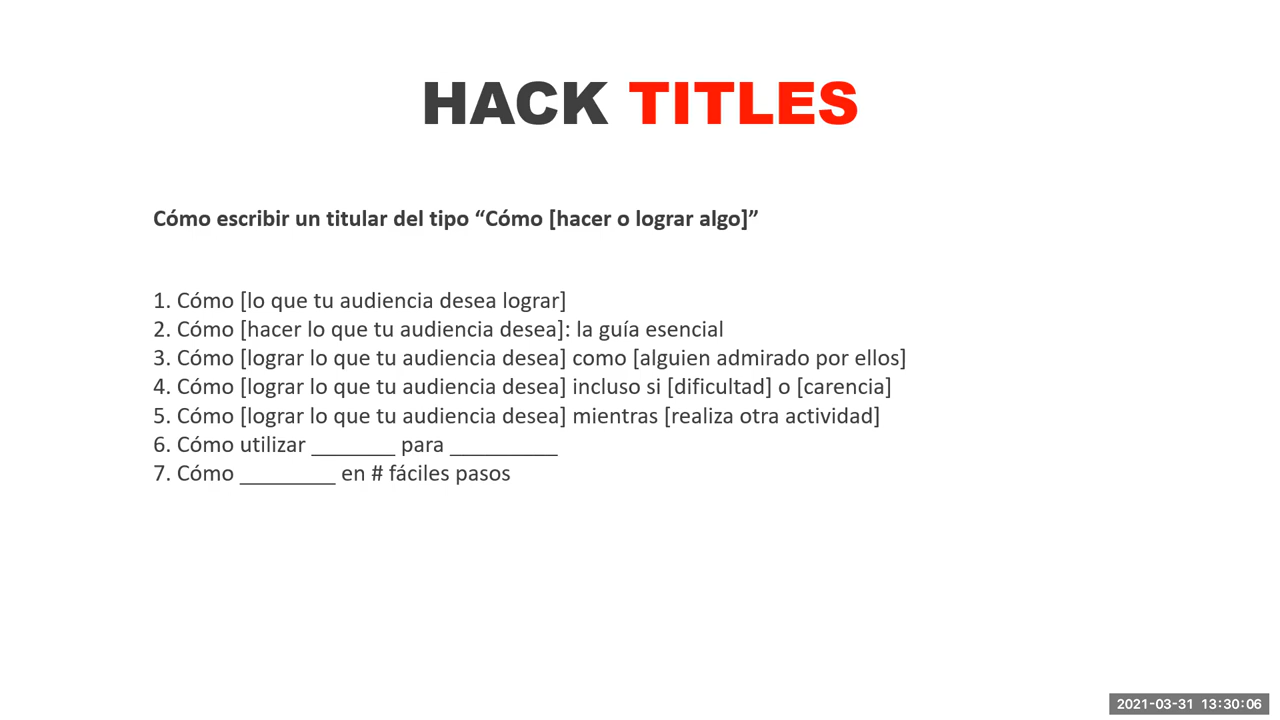 HACK TITLES
Cómo escribir un titular del tipo “Cómo [hacer o lograr algo]”
1. Cómo [lo que tu audiencia desea lograr]
2. Cómo [hacer lo que tu audiencia desea]: la guía esencial
3. Cómo [lograr lo que tu audiencia desea] como [alguien admirado por ellos]
4. Cómo [lograr lo que tu audiencia desea] incluso si [dificultad] o [carencia]
5. Cómo [lograr lo que tu audiencia desea] mientras [realiza otra actividad]
6. Cómo utilizar _______ para _________
7. Cómo ________ en # fáciles pasos
2021-03-31 13:30:06